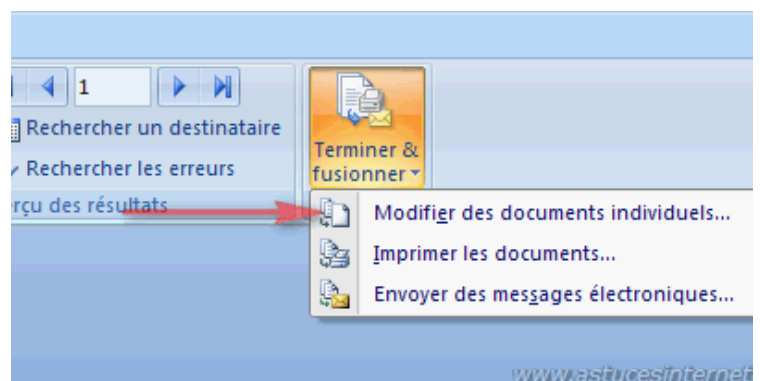 1
Rechercher un destinataire
Rechercher les erreurs
rçu des résultats
Terminer &
fusionner
Modifier des documents individuels...
Imprimer les documents...
Envoyer des messages électroniques...
www.astucesinternet